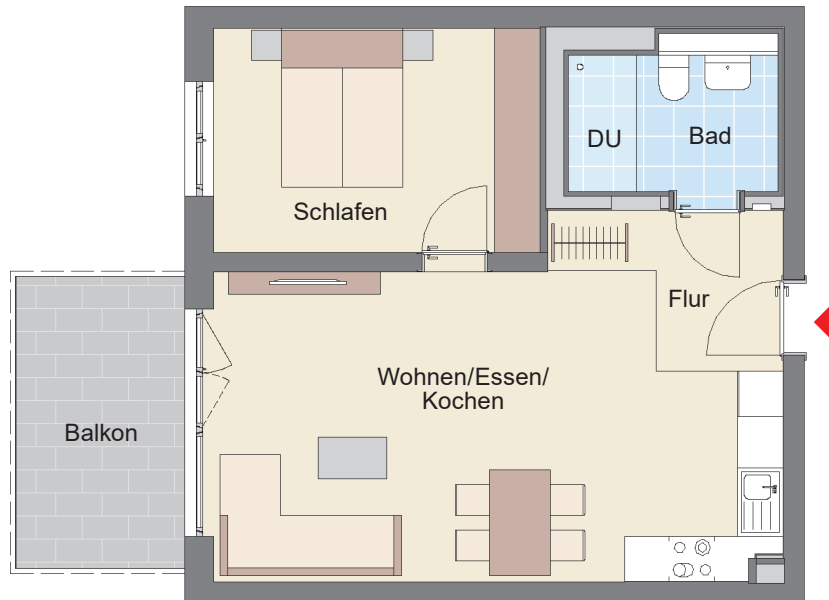 DU
Bad
Schlafen
Flur
Wohnen/Essen/
Kochen
Balkon